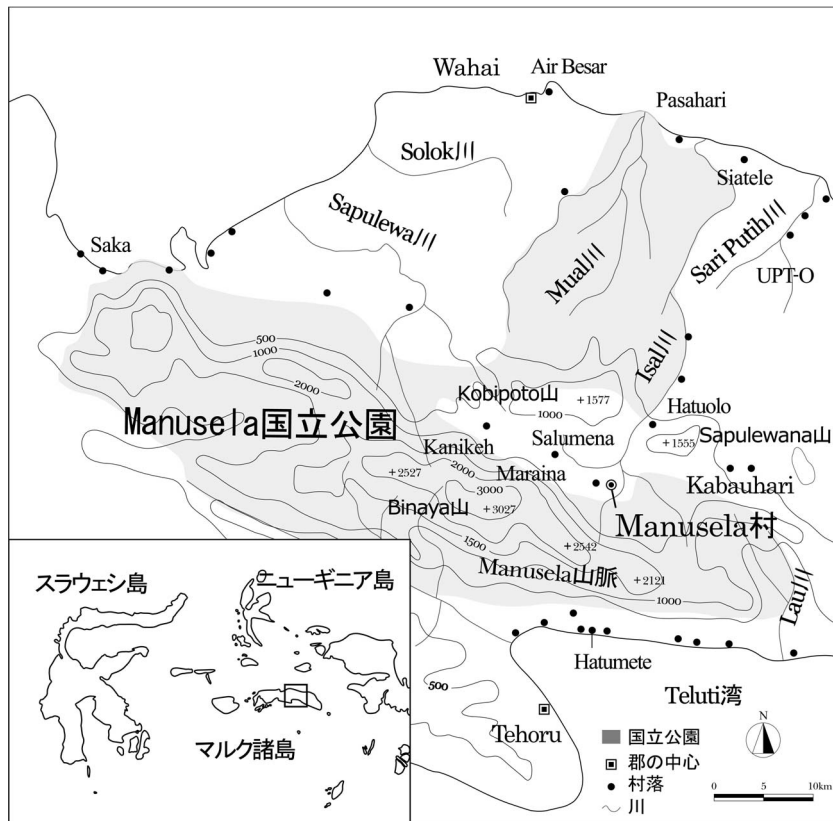 Wahai
Air Besar
Pasahari
Solok川
Siatele
Sapulewa川
Sari Putih川
Saka
Mual川
UPT-O
500
1000
Isal川
2000
Kobipoto山
+1577
1000
Hatuolo
Manusela国立公園
Salumena
+1555
Sapulewana山
Kanikeh
2000
Maraina
+2527
3000
Kabauhari
Binaya山
+3027
Manusela村
1500
+2542
Manusela山脈
+2121
1000
Lau川
スラウェシ島
ニューギニア島
マルク諸島
Hatumete
500
Teluti湾
Tehoru
N
国立公園
郡の中心
村落
川
0 5 10km